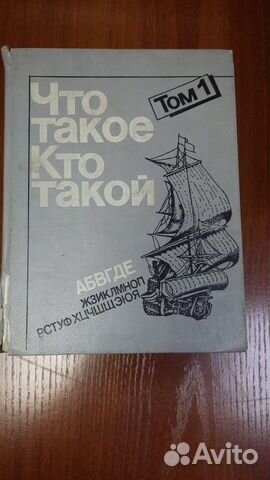 Что
такое
Кто
такой
Том 1
АБВГДЕ
ЖЗИКЛМНОП
РСТУФХЦЧШЩЭЮЯ
Avito